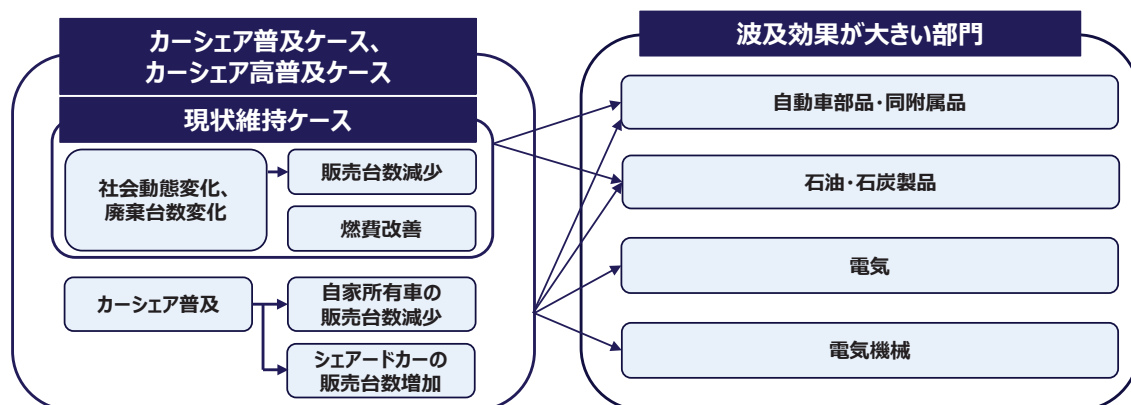 カーシェア普及ケース、
カーシェア高普及ケース
現状維持ケース
社会動態変化、
廃棄台数変化
販売台数減少
燃費改善
カーシェア普及
自家所有車の
販売台数減少
シェアードカーの
販売台数増加
波及効果が大きい部門
自動車部品・同附属品
石油・石炭製品
電気
電気機械